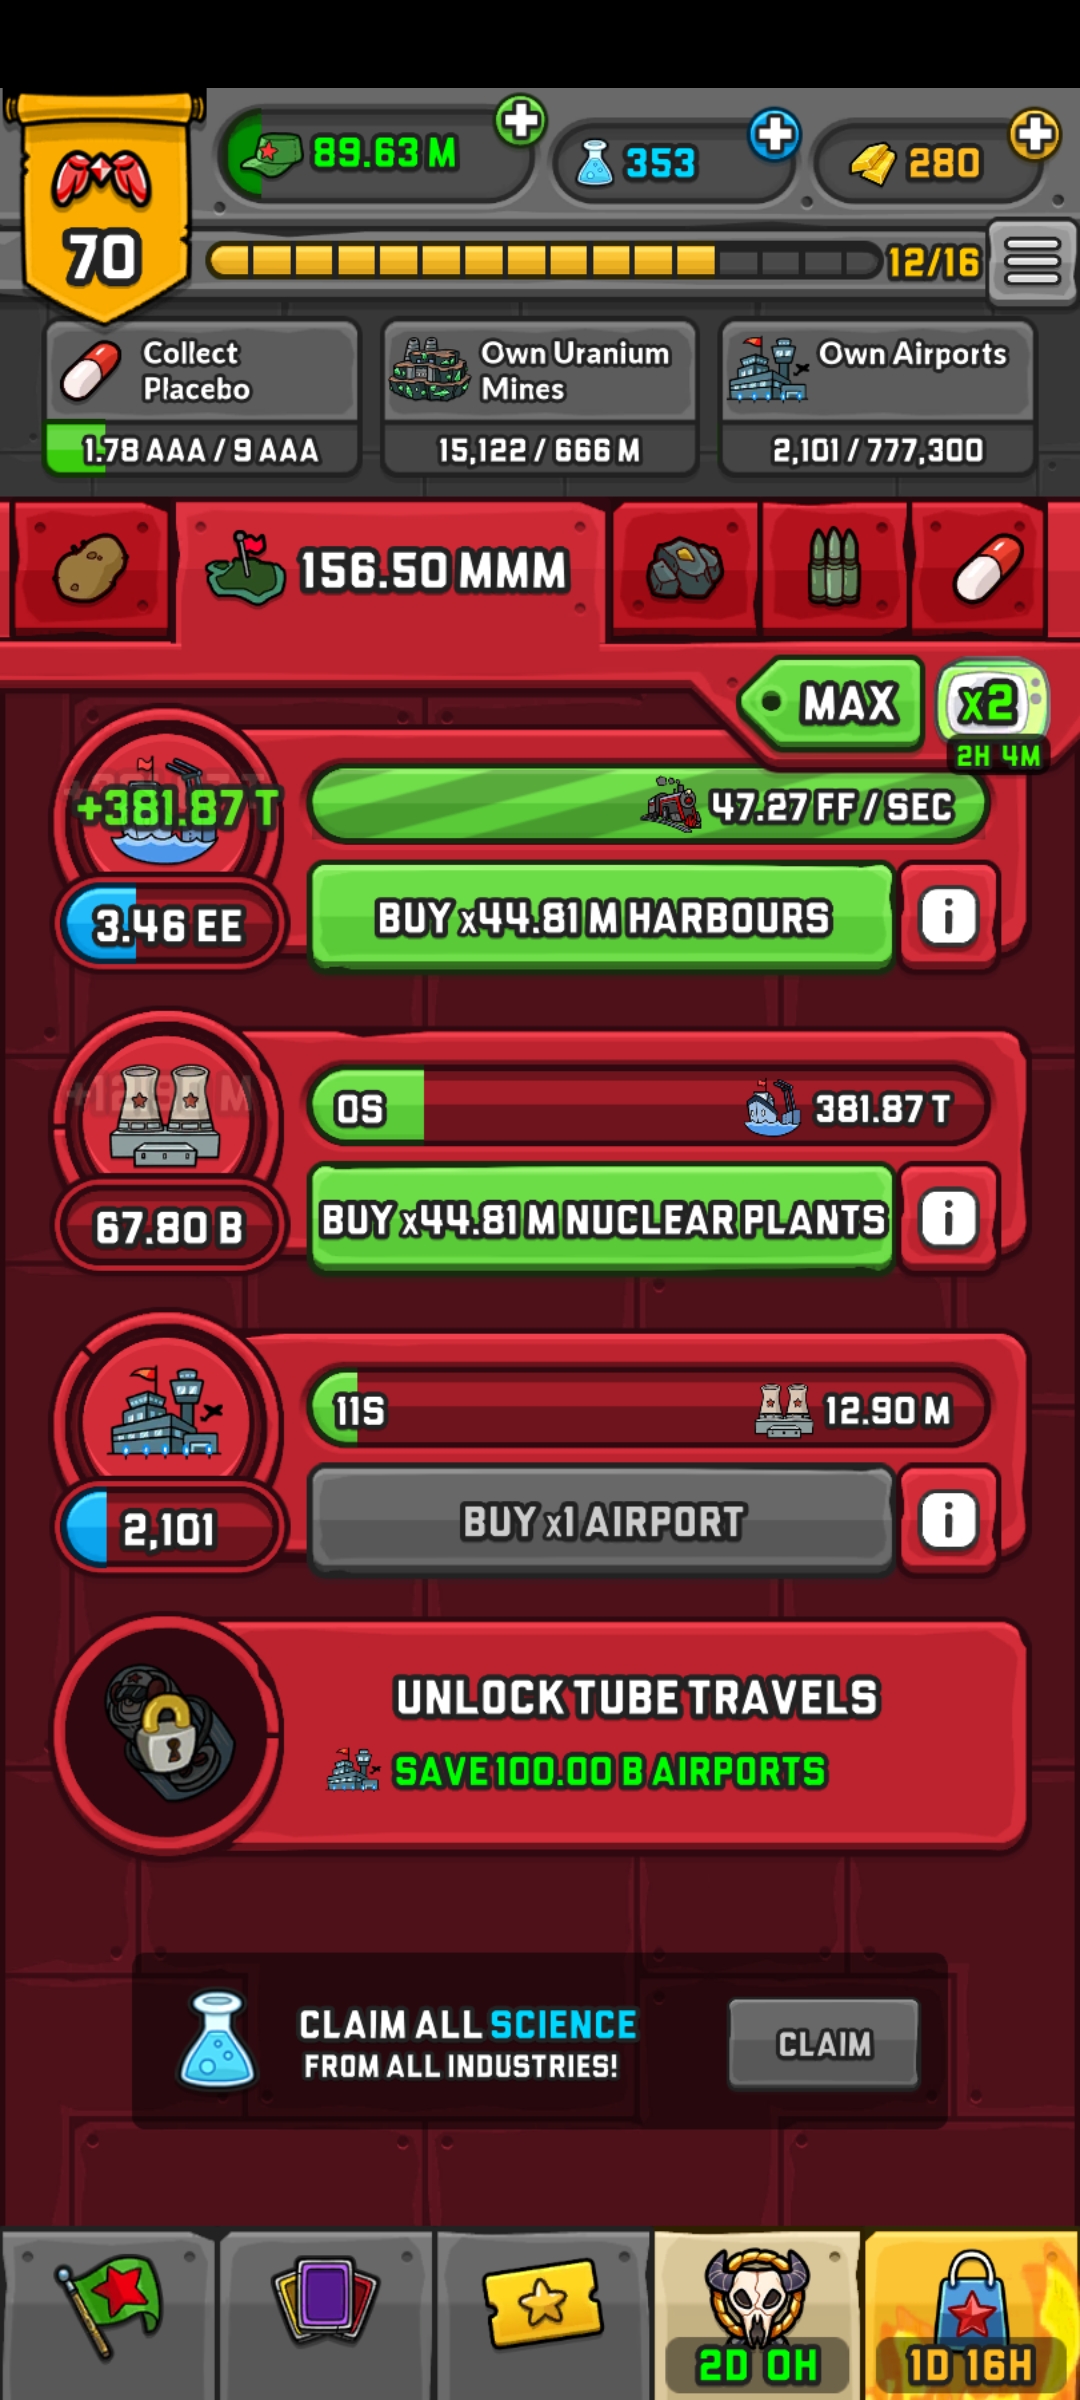 70
89.63 M
353
280
12/16
Collect
Placebo
1.78 AAA / 9 AAA
Own Uranium
Mines
15,122 / 666 M
Own Airports
2,101 / 777,300
156.50 MMM
MAX
x2
2H 4M
+381.87 T
47.27 FF / SEC
3.46 EE
BUY x44.81 M HARBOURS
i
+12.90 M
0S
381.87 T
67.80 B
BUY x44.81 M NUCLEAR PLANTS
i
11S
12.90 M
2,101
BUY x1 AIRPORT
i
UNLOCK TUBE TRAVELS
SAVE 100.00 B AIRPORTS
CLAIM ALL SCIENCE
FROM ALL INDUSTRIES!
CLAIM
2D 0H
1D 16H